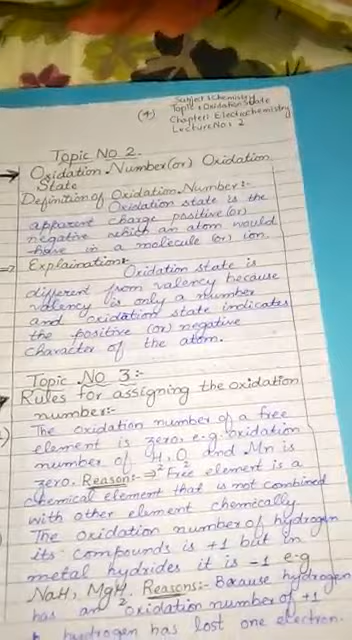 (4)
Subject: Chemistry
Topic: Oxidation State
Chapter: Electrochemistry
Lecture No: 2
Topic No 2.
→ Oxidation Number (or) Oxidation
State
Definition of Oxidation Number:-
Oxidation state is the
apparent charge positive (or)
negative which an atom would
have in a molecule (or) ion.
Explaination:-
Oxidation state is
different from valency because
valency is only a number
and oxidation state indicates
the positive (or) negative
character of the atom.
Topic No 3:-
Rules for assigning the oxidation
number:-
The oxidation number of a free
element is zero. e.g oxidation
number of H2, O2 and Mn is
zero. Reason:- → Free element is a
chemical element that is not combined
with other element chemically
The oxidation number of hydrogen
its compounds is +1 but in
metal hydrides it is -1 e-g
NaH, MgH2. Reasons:- Because hydrogen
has an oxidation number of +1
hydrogen has lost one electron.